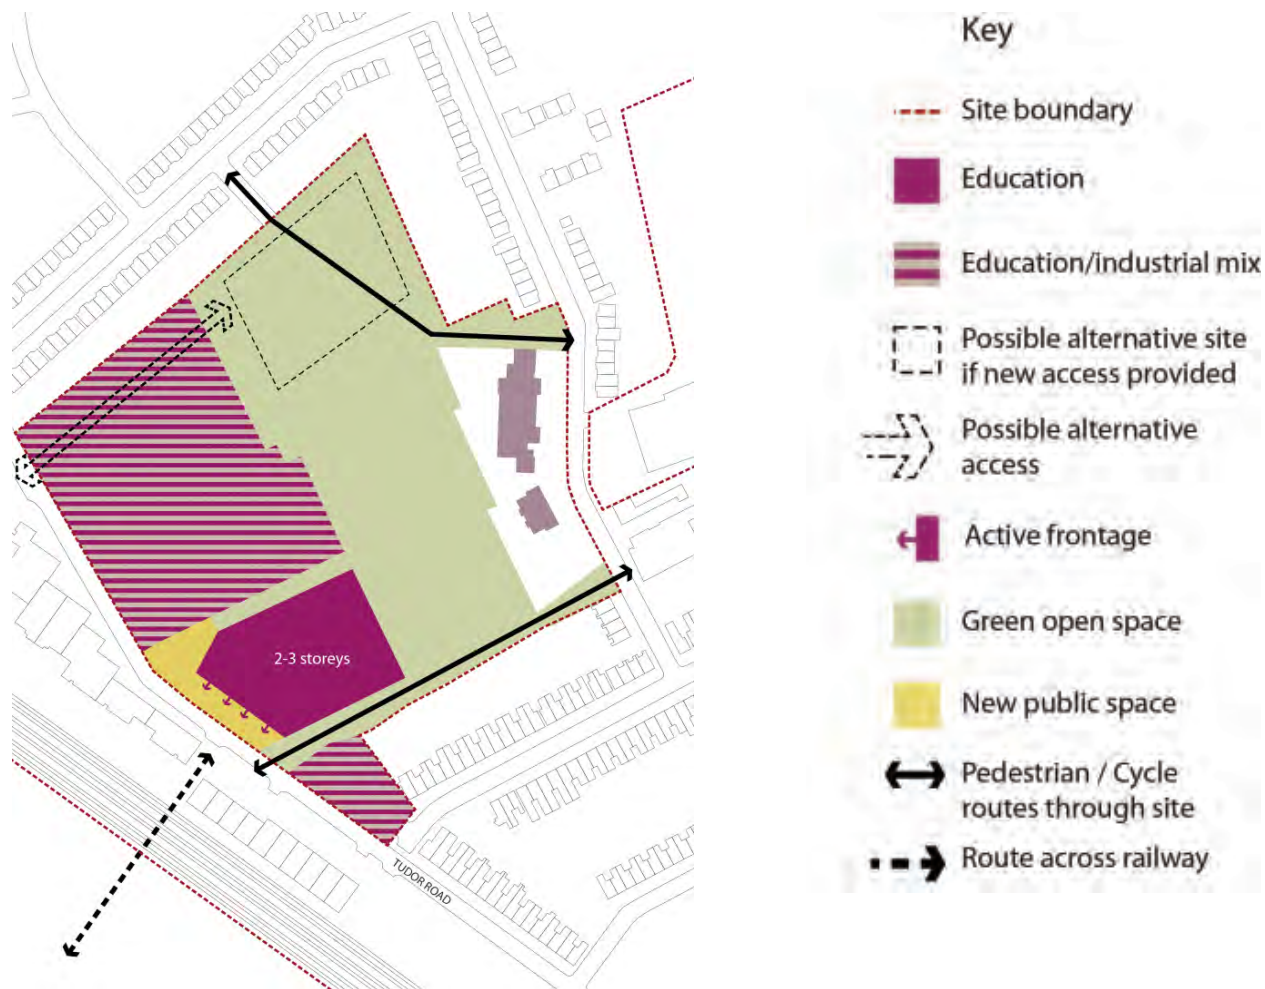 2-3 storeys
TUDOR ROAD
Key
Site boundary
Education
Education/industrial mix
Possible alternative site
if new access provided
Possible alternative
access
Active frontage
Green open space
New public space
Pedestrian / Cycle
routes through site
Route across railway